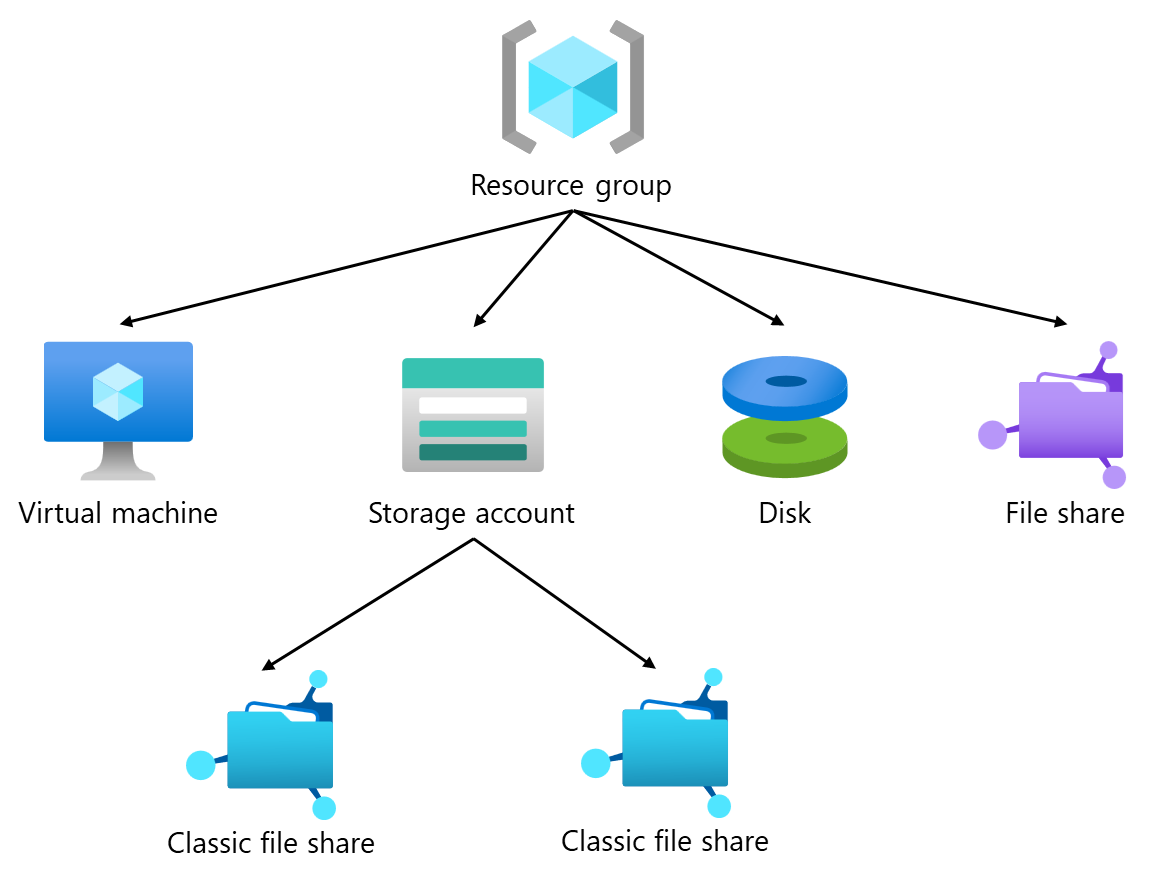 Resource group
Virtual machine
Storage account
Disk
File share
Classic file share
Classic file share